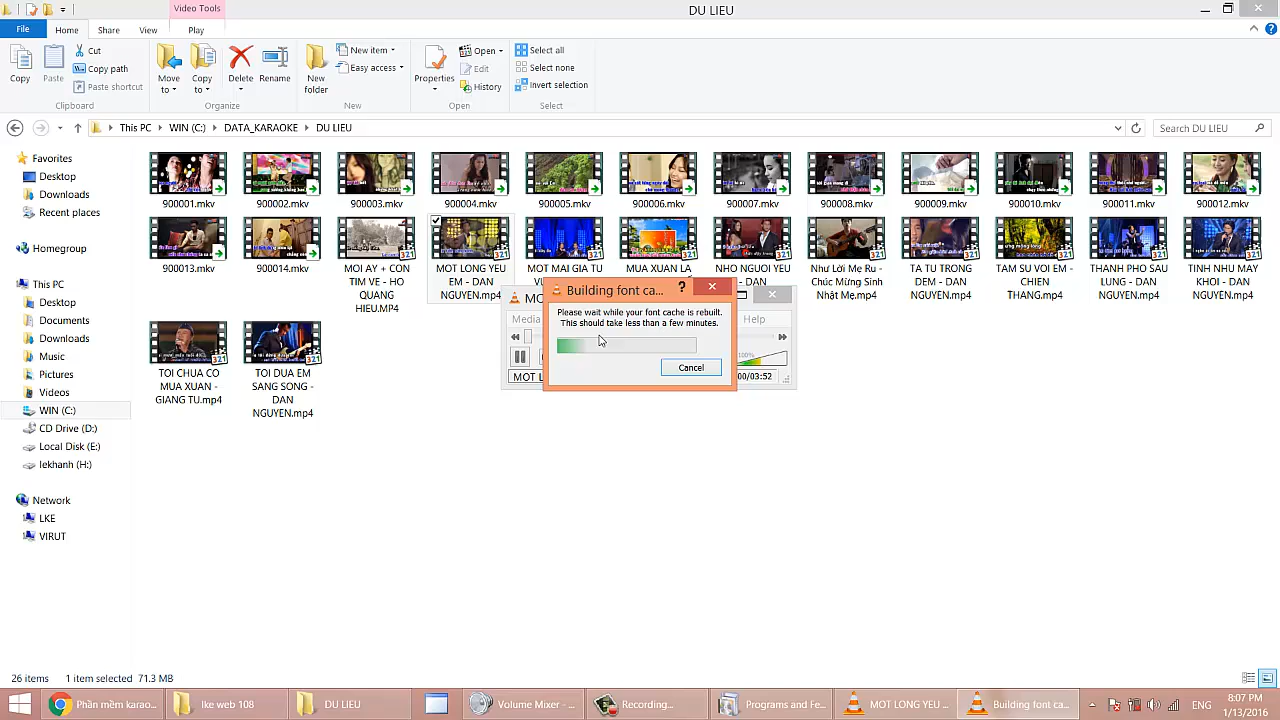 Video Tools
DU LIEU
File
Home
Share
View
Play
Copy
Paste
Cut
Copy path
Paste shortcut
Clipboard
Move to
Copy to
Delete
Rename
Organize
New folder
New item
Easy access
New
Properties
Open
Edit
History
Open
Select all
Select none
Invert selection
Select
This PC
WIN (C:)
DATA_KARAOKE
DU LIEU
Search DU LIEU
Favorites
Desktop
Downloads
Recent places
Homegroup
This PC
Desktop
Documents
Downloads
Music
Pictures
Videos
WIN (C:)
CD Drive (D:)
Local Disk (E:)
lekhanh (H:)
Network
LKE
VIRUT
900001.mkv
900002.mkv
900003.mkv
900004.mkv
900005.mkv
900006.mkv
900007.mkv
900008.mkv
900009.mkv
900010.mkv
900011.mkv
900012.mkv
900013.mkv
900014.mkv
MOI AY + CON
TIM VE - HO
QUANG
HIEU.MP4
MOT LONG YEU
EM - DAN
NGUYEN.mp4
MOT MAI GIA TU
MUA XUAN LA
NHO NGUOI YEU
- DAN
NGUYEN.mp4
Như Lời Mẹ Ru -
Chúc Mừng Sinh
Nhật Mẹ.mp4
TA TU TRONG
DEM - DAN
NGUYEN.mp4
TAM SU VOI EM -
CHIEN
THANG.mp4
THANH PHO SAU
LUNG - DAN
NGUYEN.mp4
TINH NHU MAY
KHOI - DAN
NGUYEN.mp4
TOI CHUA CO
MUA XUAN -
GIANG TU.mp4
TOI DUA EM
SANG SONG -
DAN
NGUYEN.mp4
Building font ca...
?
Please wait while your font cache is rebuilt.
This should take less than a few minutes.
Cancel
MO
Media
Help
100%
MOT L
00/03:52
26 items
1 item selected
71.3 MB
Phần mềm karao...
lke web 108
DU LIEU
Volume Mixer - ...
Recording...
Programs and Fe...
MOT LONG YEU ...
Building font ca...
ENG
8:07 PM
1/13/2016